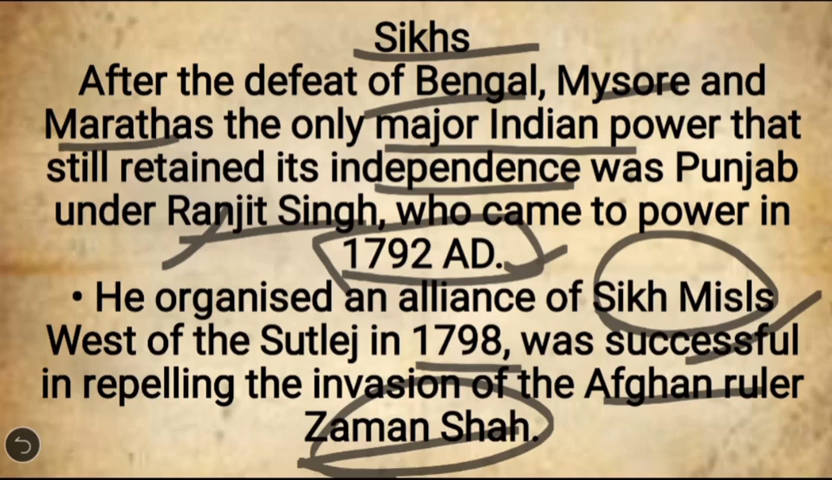 Sikhs
After the defeat of Bengal, Mysore and
Marathas the only major Indian power that
still retained its independence was Punjab
under Ranjit Singh, who came to power in
1792 AD.
• He organised an alliance of Sikh Misls
West of the Sutlej in 1798, was successful
in repelling the invasion of the Afghan ruler
Zaman Shah.